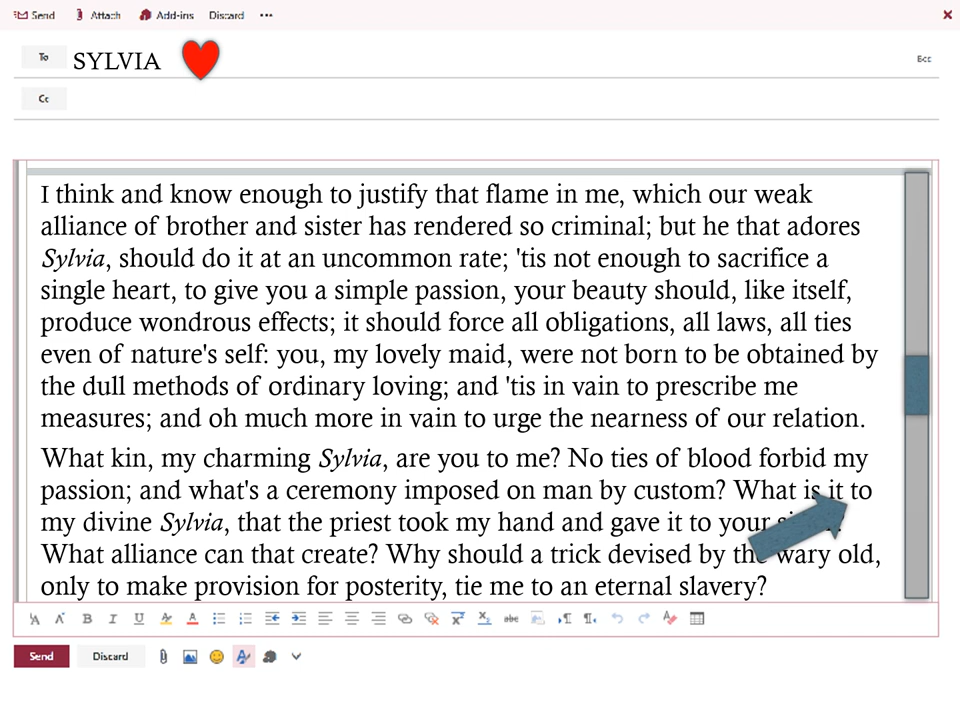 Send Attach Add-ins Discard ...
To SYLVIA Bcc
Cc
I think and know enough to justify that flame in me, which our weak
alliance of brother and sister has rendered so criminal; but he that adores
Sylvia, should do it at an uncommon rate; 'tis not enough to sacrifice a
single heart, to give you a simple passion, your beauty should, like itself,
produce wondrous effects; it should force all obligations, all laws, all ties
even of nature's self: you, my lovely maid, were not born to be obtained by
the dull methods of ordinary loving; and 'tis in vain to prescribe me
measures; and oh much more in vain to urge the nearness of our relation.
What kin, my charming Sylvia, are you to me? No ties of blood forbid my
passion; and what's a ceremony imposed on man by custom? What is it to
my divine Sylvia, that the priest took my hand and gave it to your
What alliance can that create? Why should a trick devised by the wary old,
only to make provision for posterity, tie me to an eternal slavery?
Send Discard